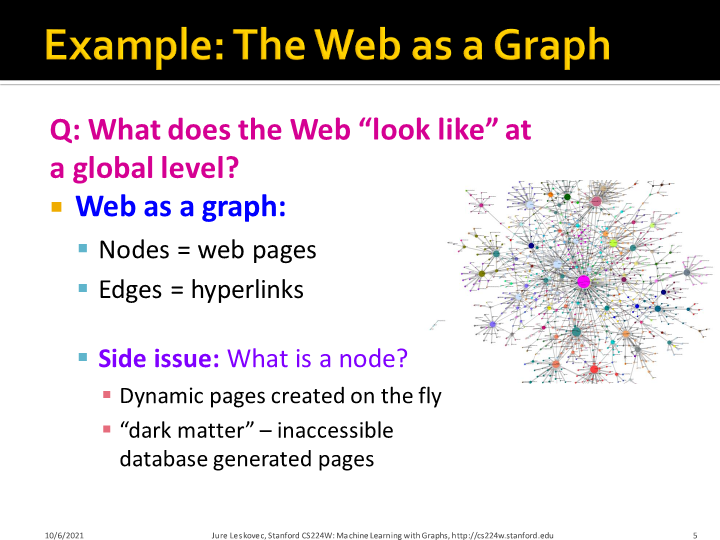 Example: The Web as a Graph
Q: What does the Web “look like” at
a global level?
Web as a graph:
Nodes = web pages
Edges = hyperlinks
Side issue: What is a node?
Dynamic pages created on the fly
“dark matter” – inaccessible
database generated pages
10/6/2021
Jure Leskovec, Stanford CS224W: Machine Learning with Graphs, http://cs224w.stanford.edu
5